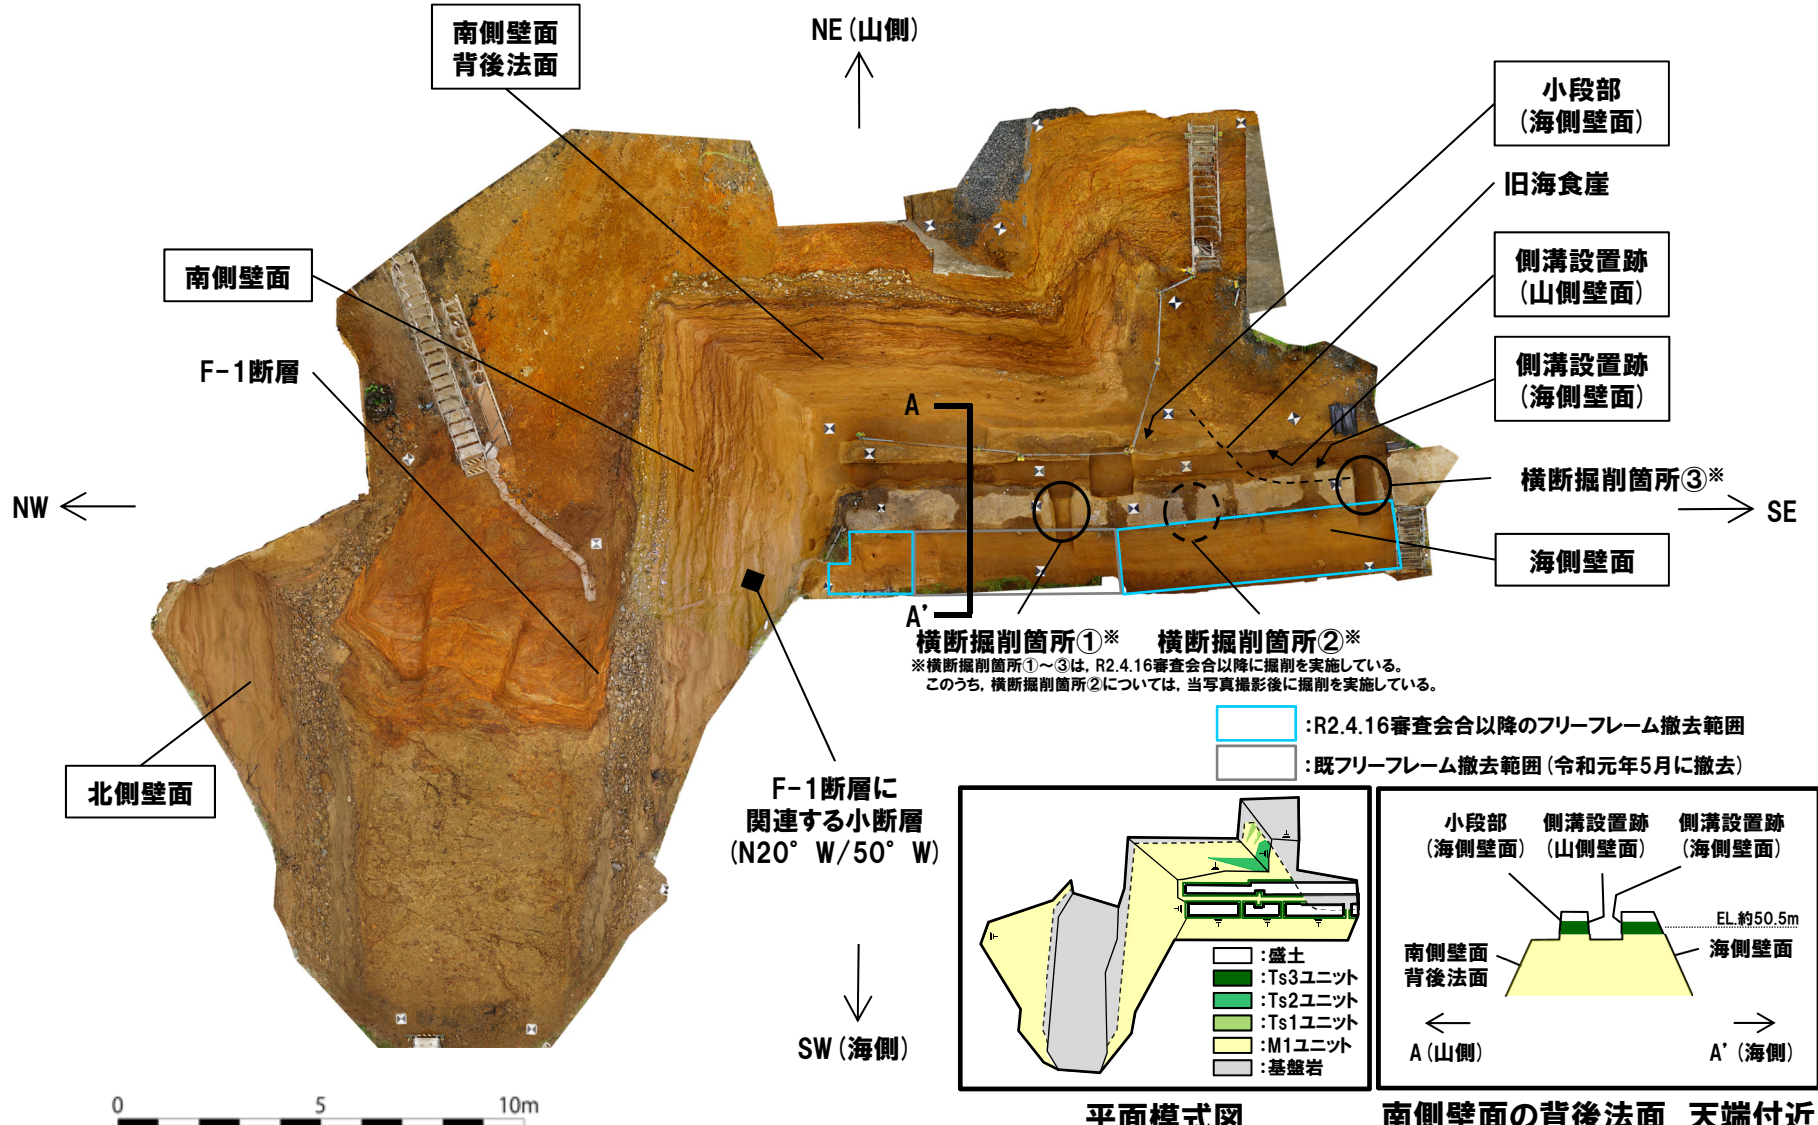 南側壁面
背後法面
NE(山側)
小段部
(海側壁面)
旧海食崖
側溝設置跡
(山側壁面)
南側壁面
側溝設置跡
(海側壁面)
F-1断層
A
NW
横断掘削箇所③※
SE
海側壁面
A'
横断掘削箇所①※
横断掘削箇所②※
※横断掘削箇所①～③は, R2.4.16審査会合以降に掘削を実施している。
このうち, 横断掘削箇所②については, 当写真撮影後に掘削を実施している。
:R2.4.16審査会合以降のフリーフレーム撤去範囲
:既フリーフレーム撤去範囲(令和元年5月に撤去)
北側壁面
F-1断層に
関連する小断層
(N20°W/50°W)
SW(海側)
:盛土
:Ts3ユニット
:Ts2ユニット
:Ts1ユニット
:M1ユニット
:基盤岩
小段部
(海側壁面)
側溝設置跡
(山側壁面)
側溝設置跡
(海側壁面)
EL.約50.5m
南側壁面
背後法面
海側壁面
A(山側)
A'(海側)
0 5 10m
平面模式図
南側壁面の背後法面 天端付近